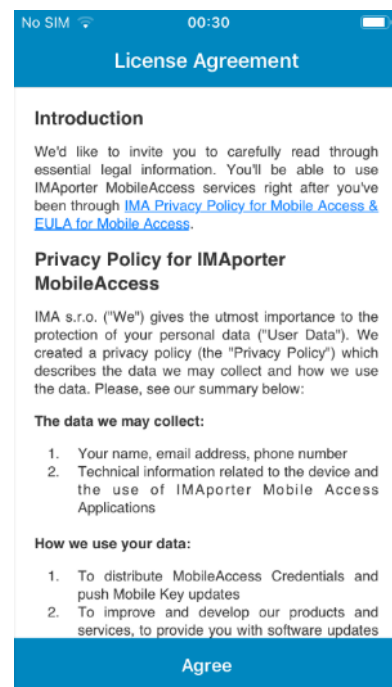 No SIM 00:30
License Agreement
Introduction
We'd like to invite you to carefully read through
essential legal information. You'll be able to use
IMAporter MobileAccess services right after you've
been through IMA Privacy Policy for Mobile Access &
EULA for Mobile Access.
Privacy Policy for IMAporter
MobileAccess
IMA s.r.o. ("We") gives the utmost importance to the
protection of your personal data ("User Data"). We
created a privacy policy (the "Privacy Policy") which
describes the data we may collect and how we use
the data. Please, see our summary below:
The data we may collect:
1. Your name, email address, phone number
2. Technical information related to the device and
the use of IMAporter Mobile Access
Applications
How we use your data:
1. To distribute MobileAccess Credentials and
push Mobile Key updates
2. To improve and develop our products and
services, to provide you with software updates
Agree